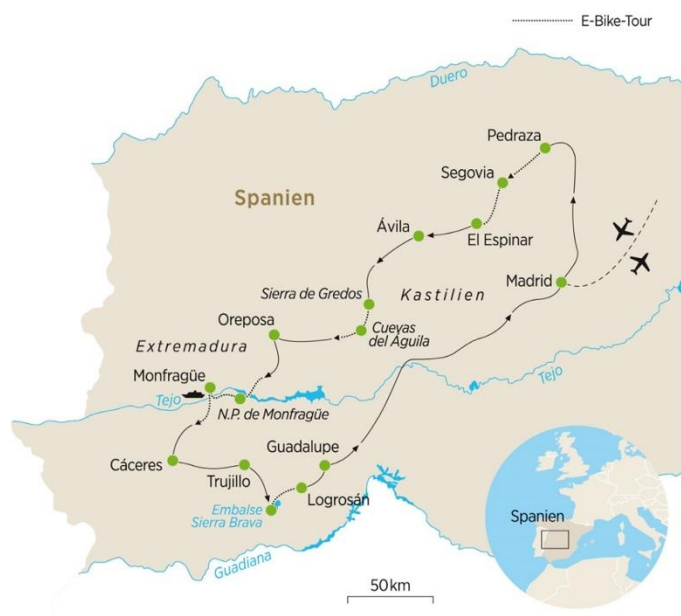 E-Bike-Tour
Duero
Pedraza
Segovia
Spanien
Ávila
El Espinar
Madrid
Sierra de Gredos
Kastilien
Oreposa
Cuevas
del Aguila
Extremadura
Monfragüe
Tejo
Tejo
N.P. de Monfragüe
Guadalupe
Cáceres
Trujillo
Logrosán
Embalse
Sierra Brava
Spanien
Guadiana
50 km